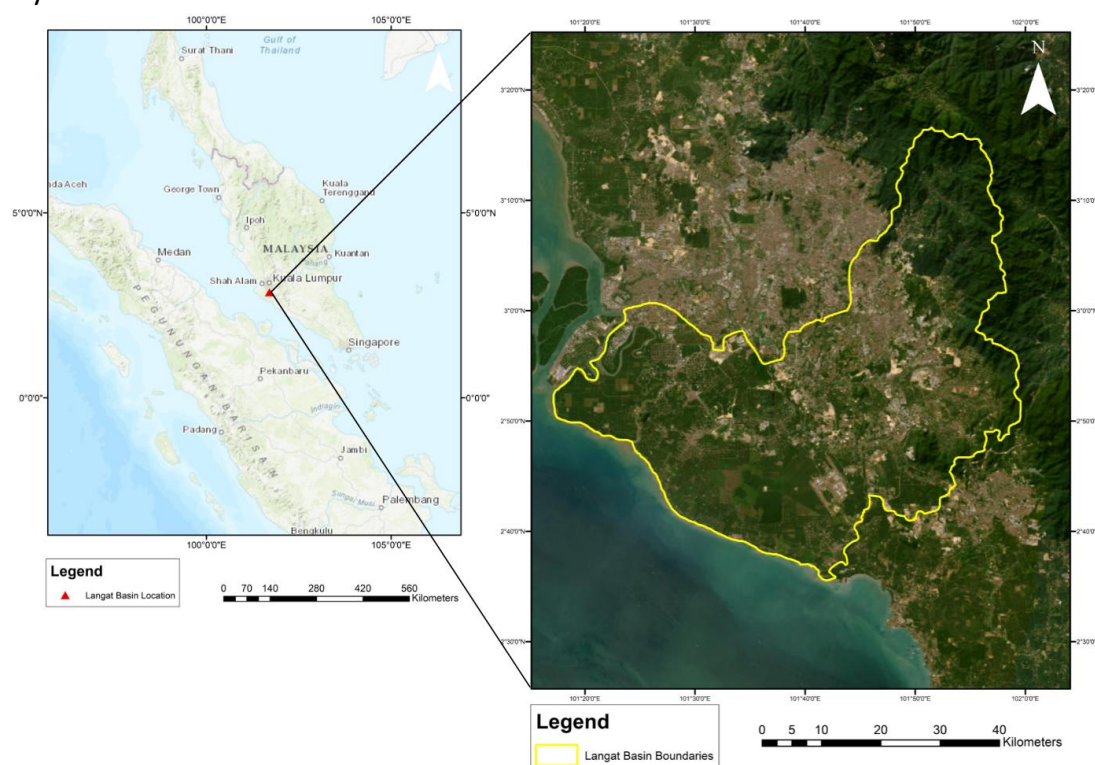 100°0'0"E
105°0'0"E
Gulf of
Thailand
Surat Thani
nda Aceh
George Town
Kuala
Terengganu
5°0'0"N
5°0'0"N
Ipoh
Medan
MALAYSIA
Kuantan
Shah Alam
Kuala Lumpur
Singapore
Pekanbaru
0°0'0"
0°0'0"
Indragiri
PEGUNUNGAN BARISAN
Padang
Jambi
Palembang
Bengkulu
100°0'0"E
105°0'0"E
Legend
Langat Basin Location
0 70 140 280 420 560
Kilometers
101°20'0"E
101°30'0"E
101°40'0"E
101°50'0"E
102°0'0"E
N
3°20'0"N
3°10'0"N
3°10'0"N
3°0'0"N
3°0'0"N
2°50'0"N
2°50'0"N
2°40'0"N
2°40'0"N
2°30'0"N
2°30'0"N
101°20'0"E
101°30'0"E
101°40'0"E
101°50'0"E
102°0'0"E
Legend
Langat Basin Boundaries
0 5 10 20 30 40
Kilometers